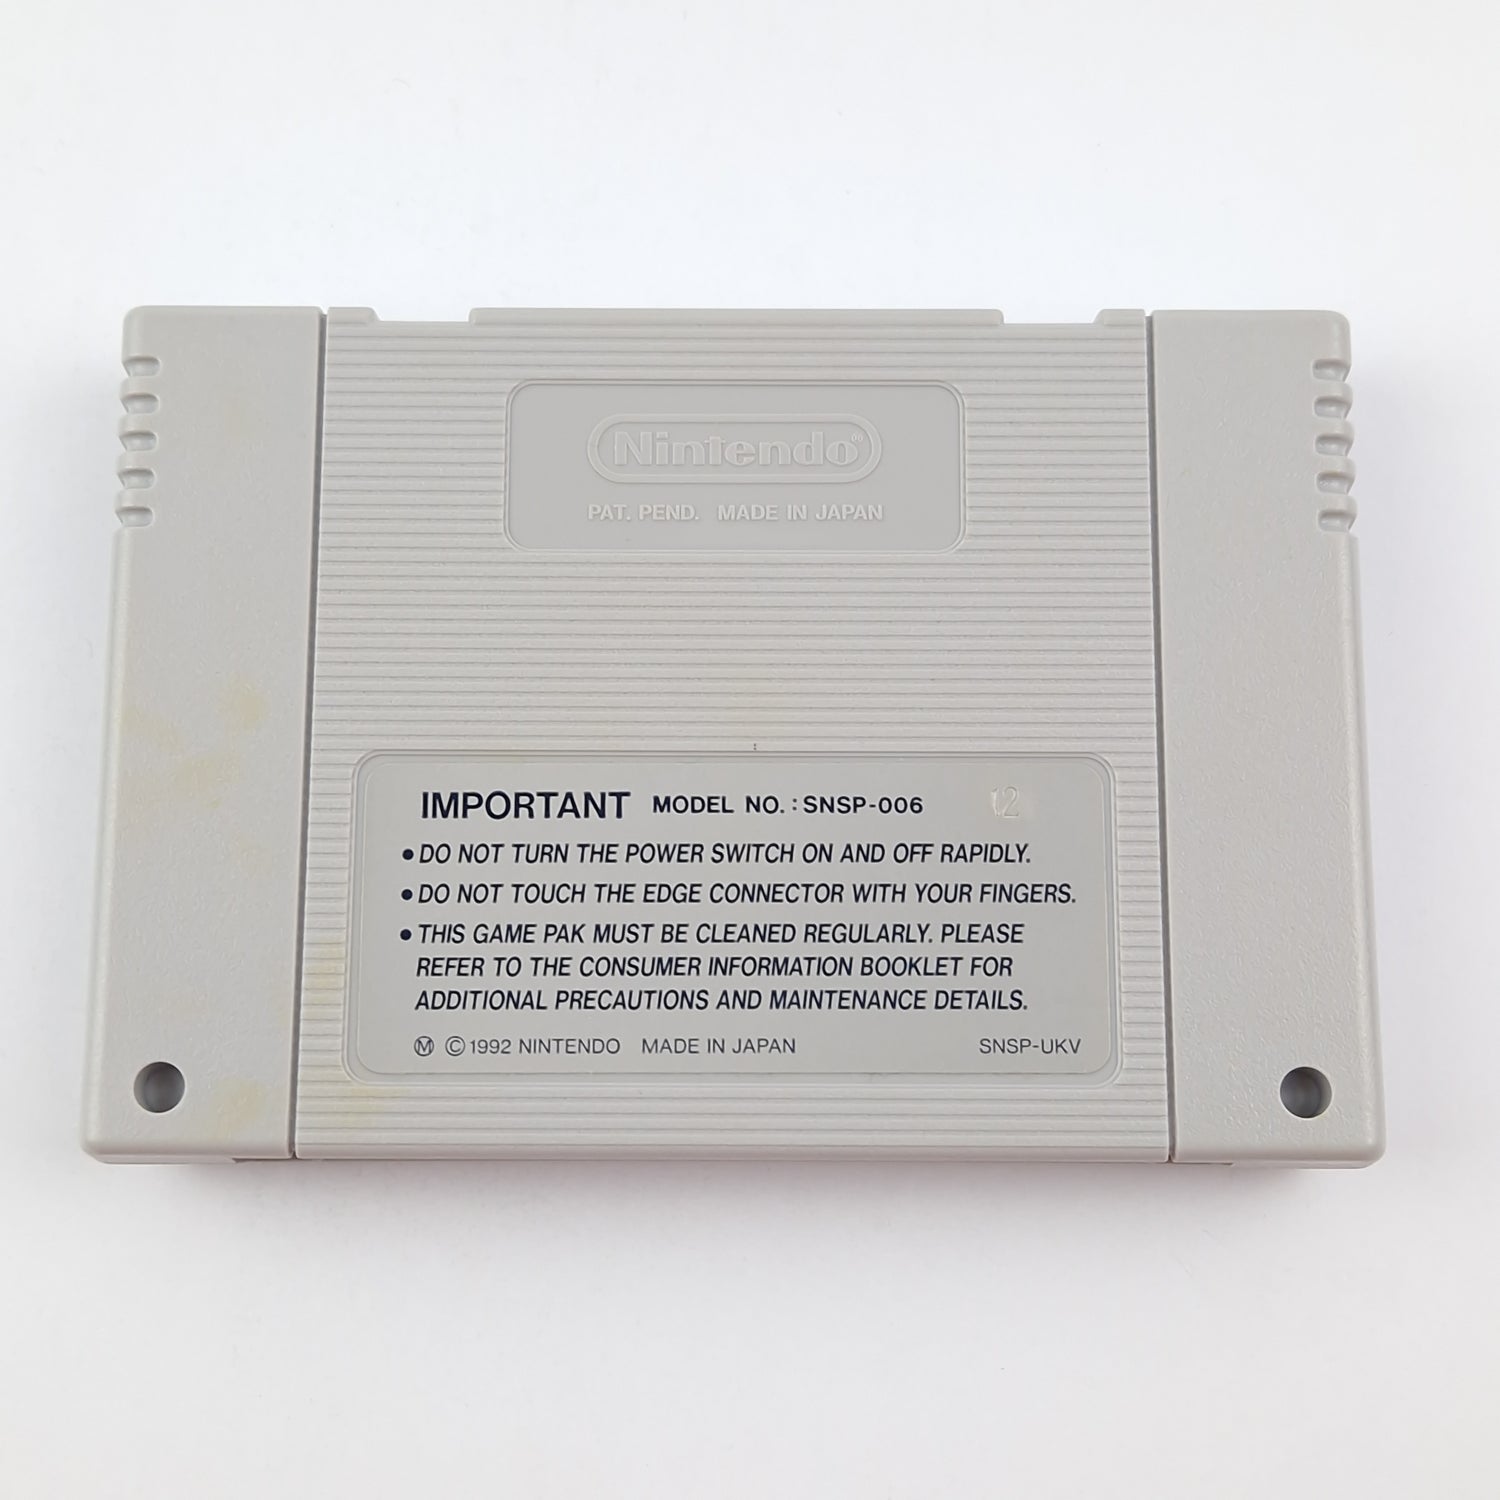 Nintendo®
PAT. PEND. MADE IN JAPAN
IMPORTANT MODEL NO.: SNSP-006 12
• DO NOT TURN THE POWER SWITCH ON AND OFF RAPIDLY.
• DO NOT TOUCH THE EDGE CONNECTOR WITH YOUR FINGERS.
• THIS GAME PAK MUST BE CLEANED REGULARLY. PLEASE
REFER TO THE CONSUMER INFORMATION BOOKLET FOR
ADDITIONAL PRECAUTIONS AND MAINTENANCE DETAILS.
Ⓜ ©1992 NINTENDO MADE IN JAPAN SNSP-UKV